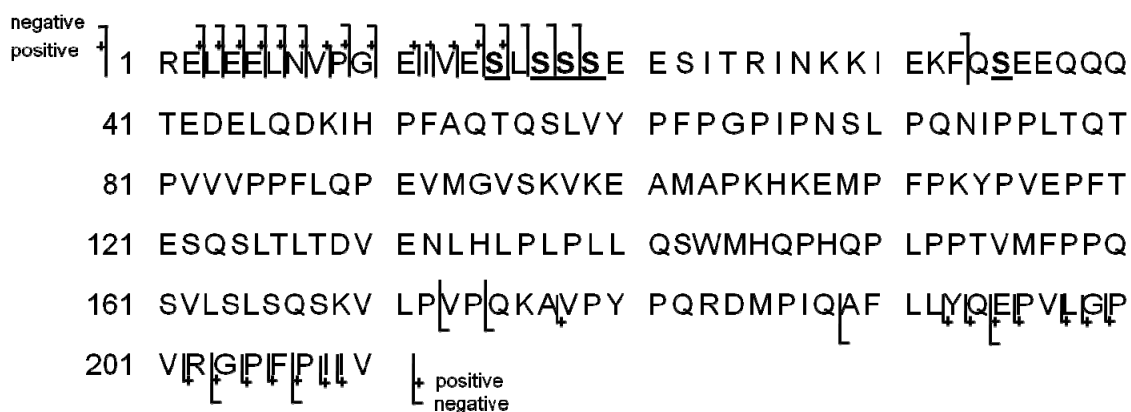 negative
positive
1 RELEELNVPG EIVESLSSSE ESITRINKKI EKFQSEEQQQ
41 TEDELQDKIH PFAQTQSLVY PFPGPIPNSL PQNIPPLTQT
81 PVVVPPFLQP EVMGVSKVKE AMAPKHKEMP FPKYPVEPFT
121 ESQSLTLTDV ENLHLPLPLL QSWMHQPHQP LPPTVMFPPQ
161 SVLSLSQSKV LPVPQKAVPY PQRDMPIQAF LLYQEPVLGP
201 VRGPFPIIV
positive
negative